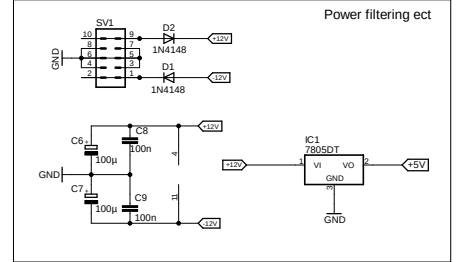 Power filtering ect
SV1
D2
10 9
+12V
8 7
1N4148
GND
6 5
4 3
D1
2 1
-12V
1N4148
+12V
C6
+
C8
100n
100µ
4
GND
C7
+
C9
11
100µ
100n
-12V
IC1
7805DT
+12V
1
VI
VO
2
+5V
GND
3
GND